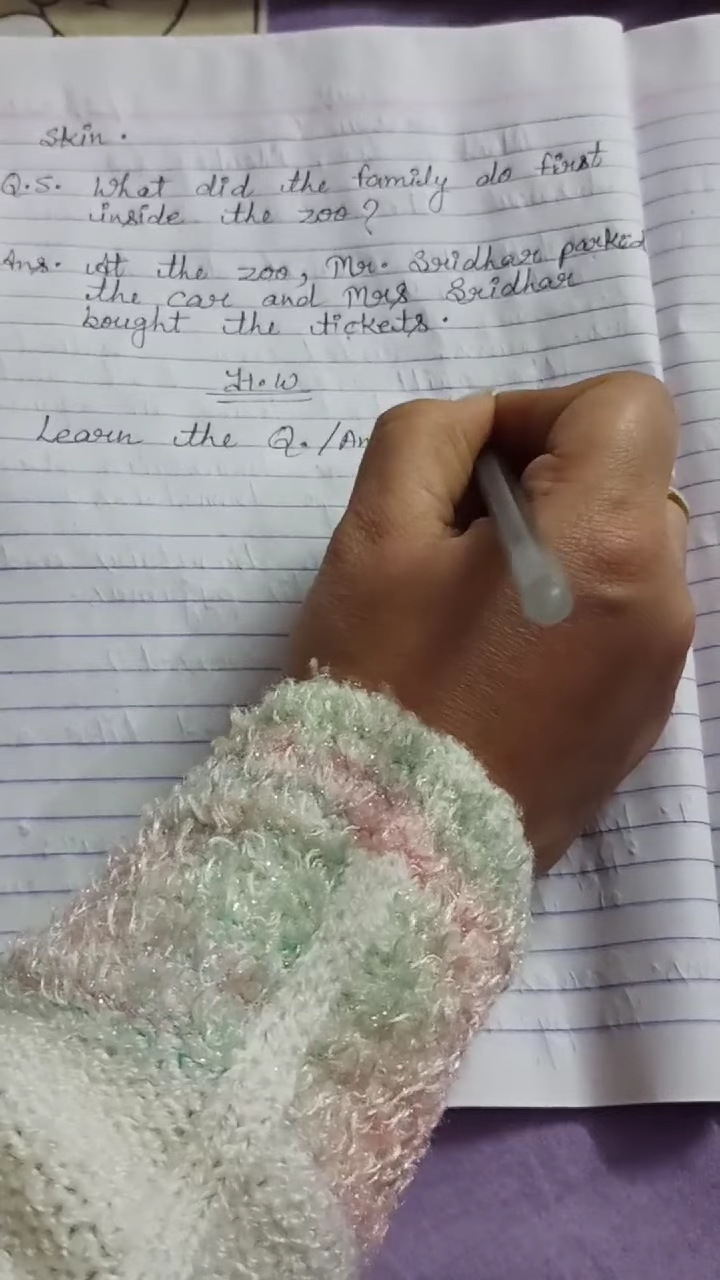 Skin.
Q.5. What did the family do first
inside the zoo?
Ans. At the zoo, Mr. Sridhar parked
the car and Mrs Sridhar
bought the tickets.
H.W
Learn the Q./An